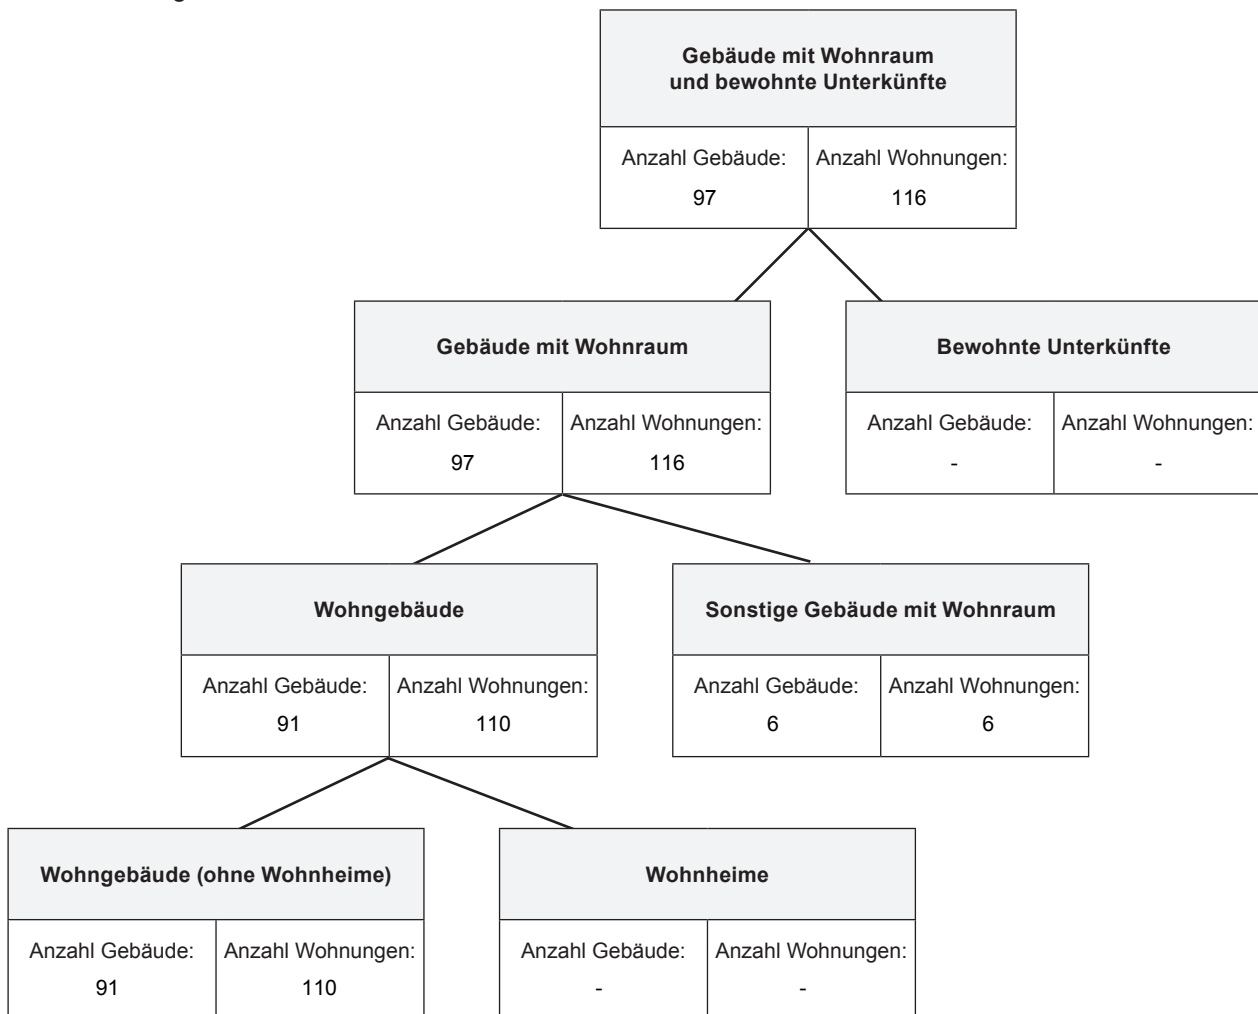 Gebäude mit Wohnraum
und bewohnte Unterkünfte
Anzahl Gebäude: Anzahl Wohnungen:
97 116
Gebäude mit Wohnraum Bewohnte Unterkünfte
Anzahl Gebäude: Anzahl Wohnungen: Anzahl Gebäude: Anzahl Wohnungen:
97 116 - -
Wohngebäude Sonstige Gebäude mit Wohnraum
Anzahl Gebäude: Anzahl Wohnungen: Anzahl Gebäude: Anzahl Wohnungen:
91 110 6 6
Wohngebäude (ohne Wohnheime) Wohnheime
Anzahl Gebäude: Anzahl Wohnungen: Anzahl Gebäude: Anzahl Wohnungen:
91 110 - -